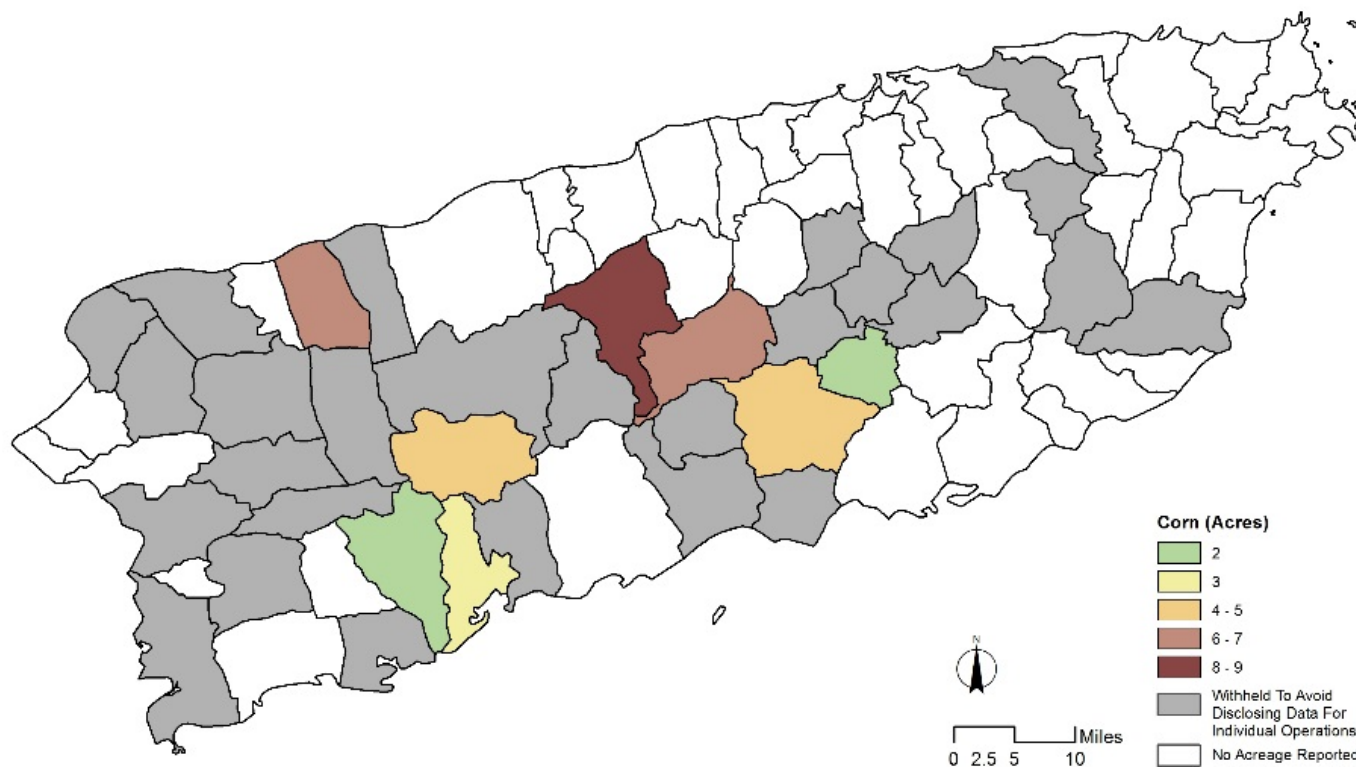 Corn (Acres)
2
3
4 - 5
6 - 7
8 - 9
Withheld To Avoid
Disclosing Data For
Individual Operations
No Acreage Reported
N
Miles
0 2.5 5 10